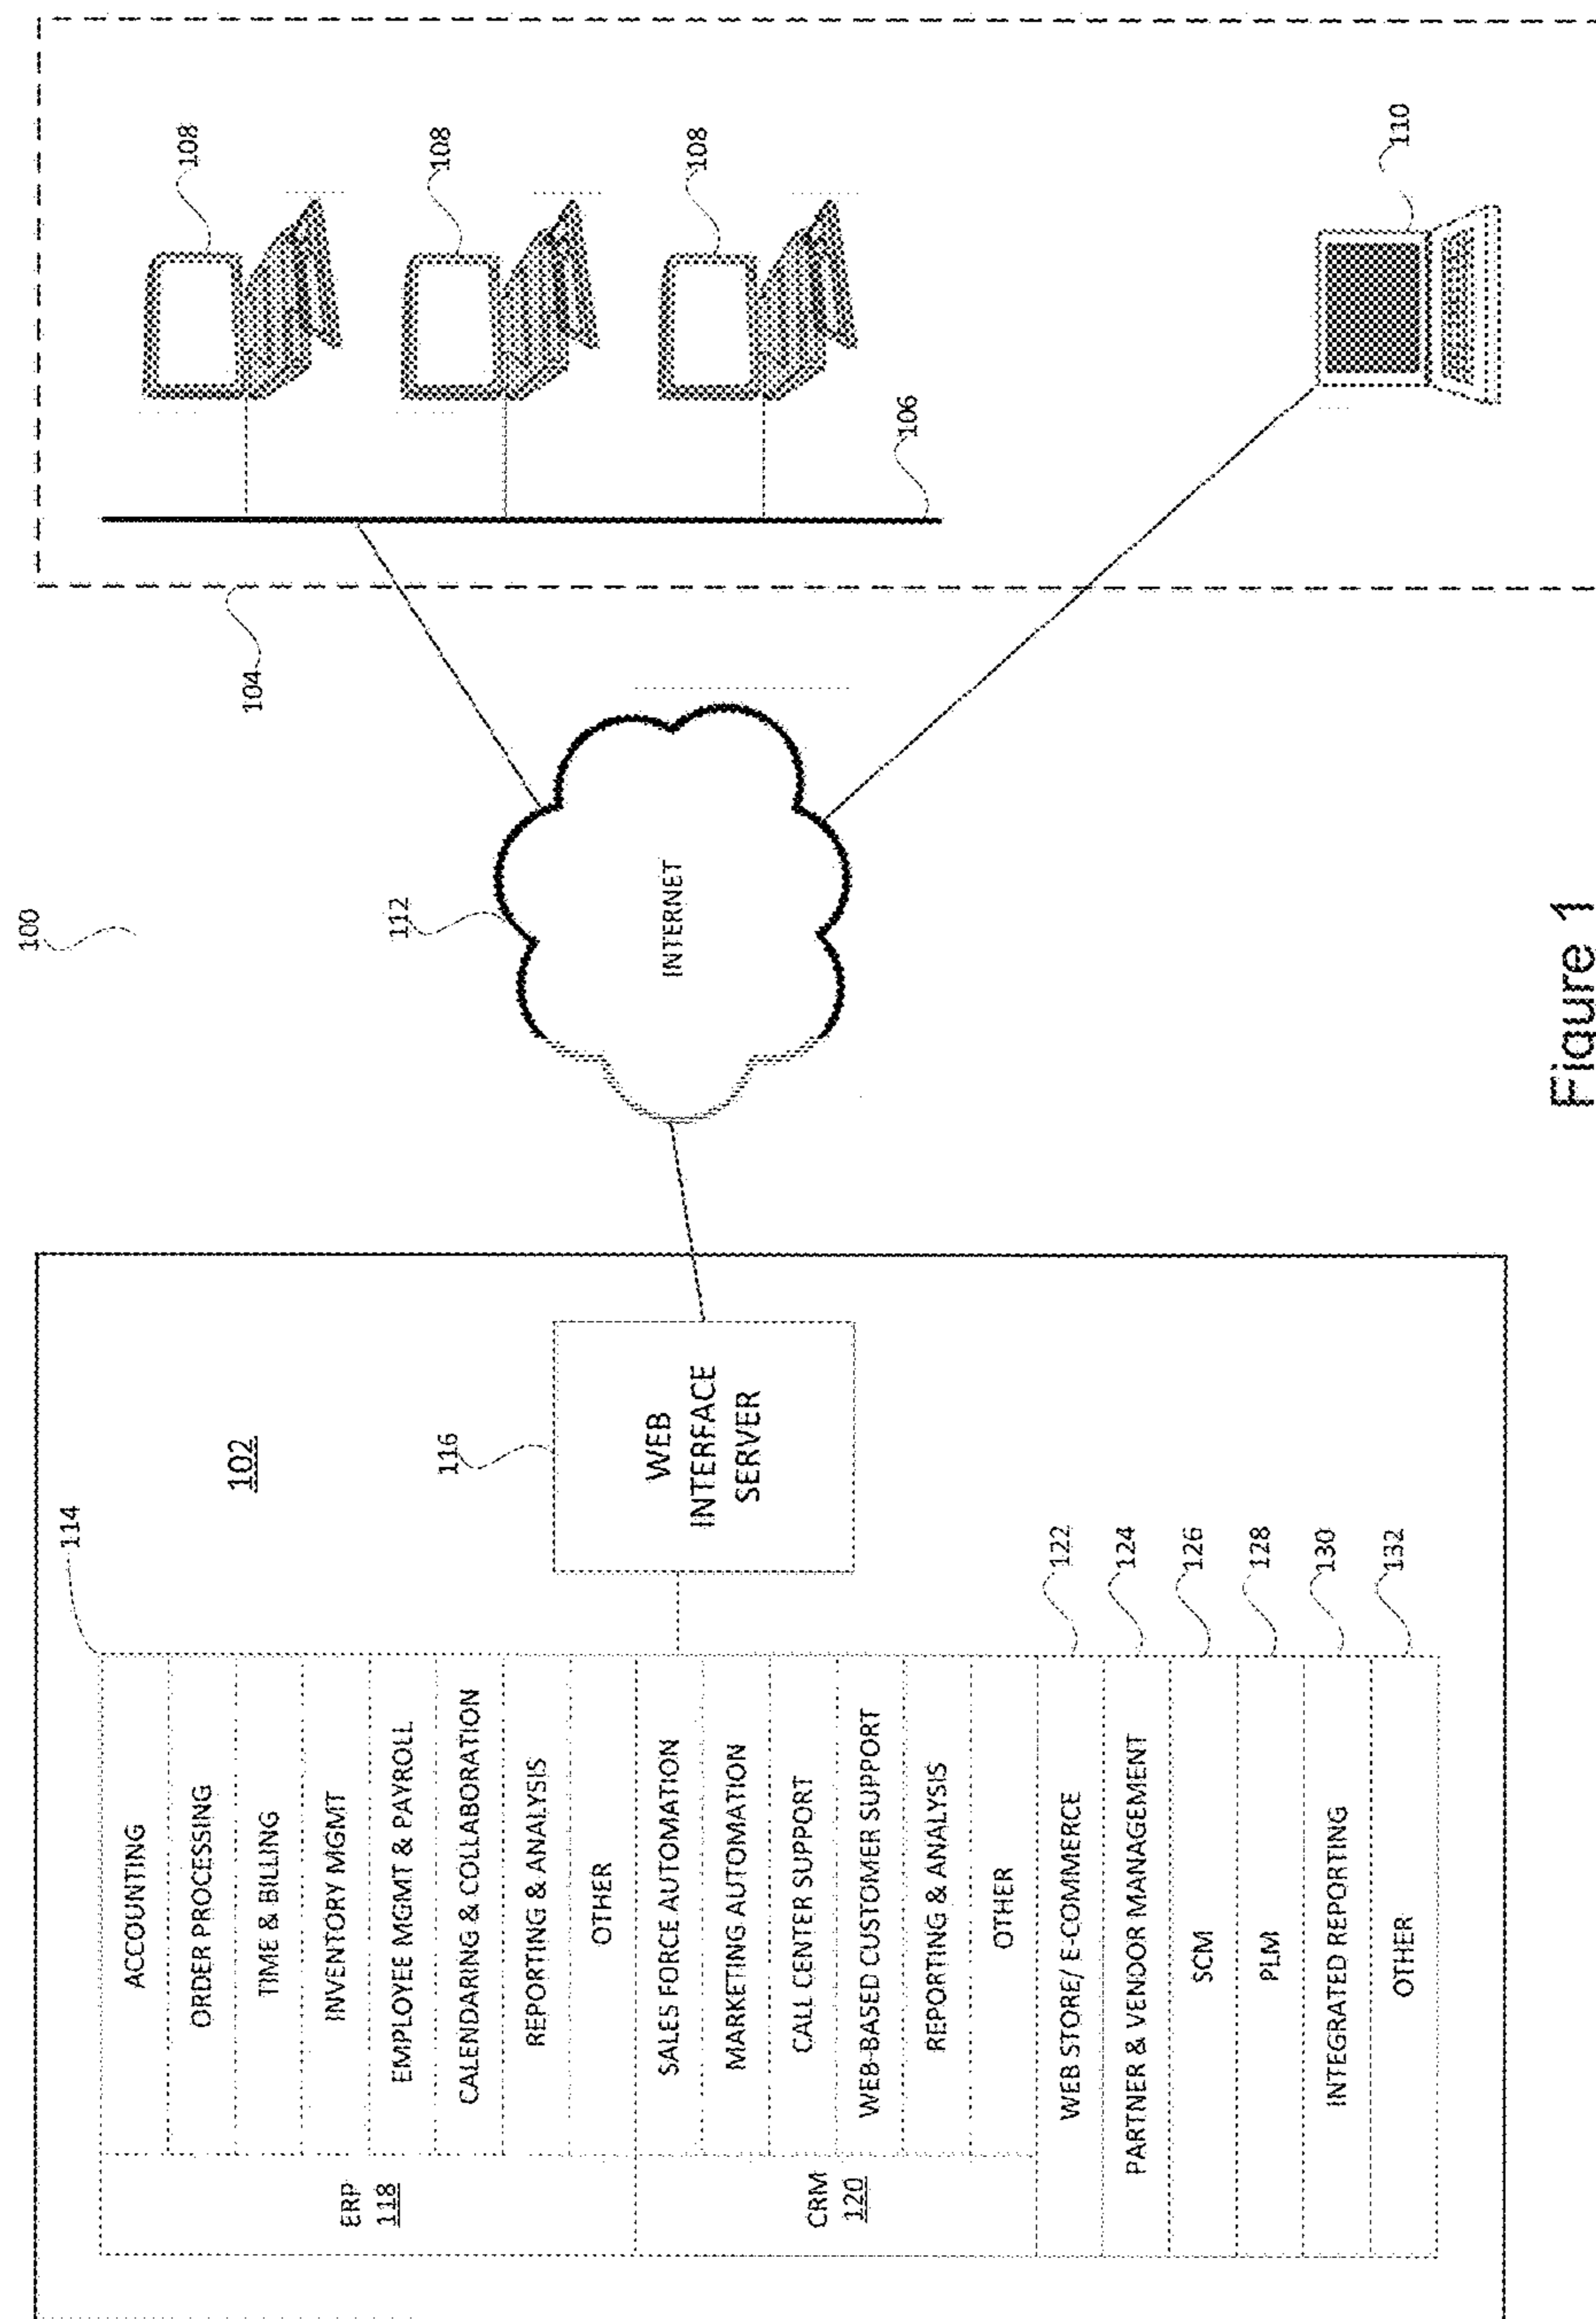 100
102
114
ERP
118
ACCOUNTING
ORDER PROCESSING
TIME & BILLING
INVENTORY MGMT
EMPLOYEE MGMT & PAYROLL
CALENDARING & COLLABORATION
REPORTING & ANALYSIS
OTHER
CRM
120
SALES FORCE AUTOMATION
MARKETING AUTOMATION
CALL CENTER SUPPORT
WEB-BASED CUSTOMER SUPPORT
REPORTING & ANALYSIS
OTHER
WEB STORE/ E-COMMERCE
122
PARTNER & VENDOR MANAGEMENT
124
SCM
126
PLM
128
INTEGRATED REPORTING
130
OTHER
132
116
WEB
INTERFACE
SERVER
112
INTERNET
104
108
108
108
106
110
Figure 1